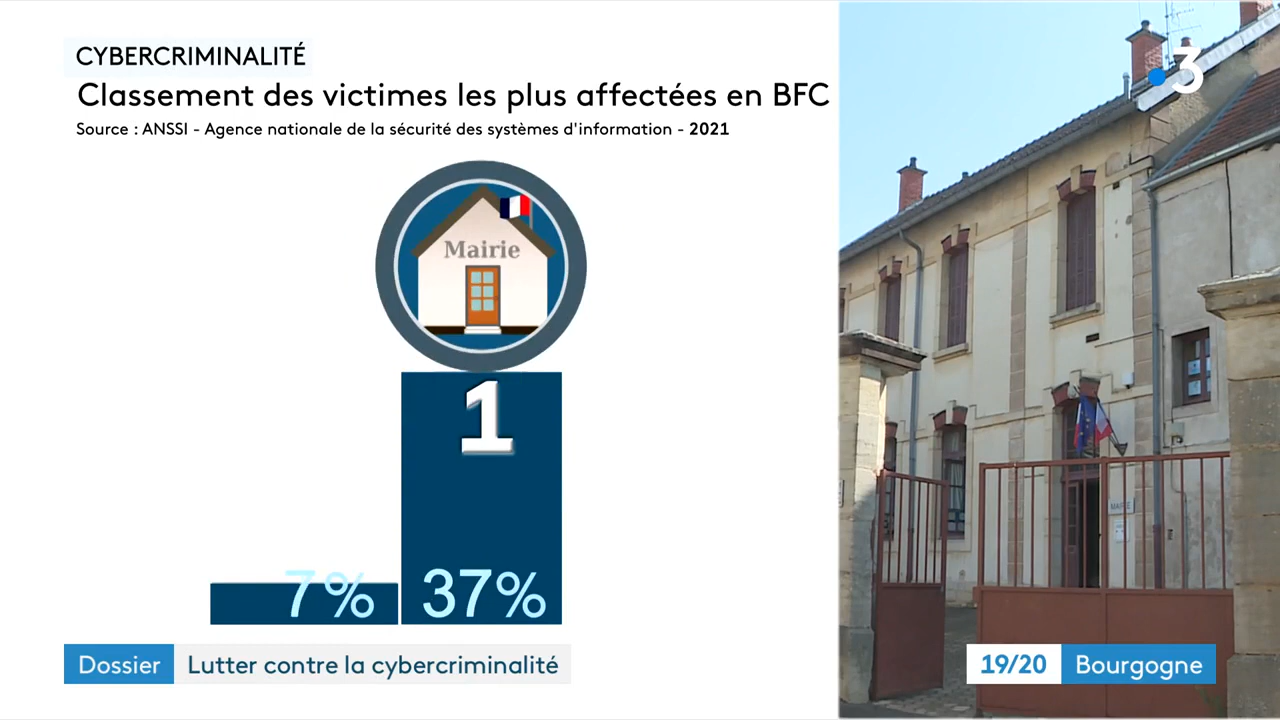 CYBERCRIMINALITÉ
Classement des victimes les plus affectées en BFC
Source : ANSSI - Agence nationale de la sécurité des systèmes d'information - 2021
3
Mairie
1
7%
37%
MAIRIE
Dossier
Lutter contre la cybercriminalité
19/20
Bourgogne